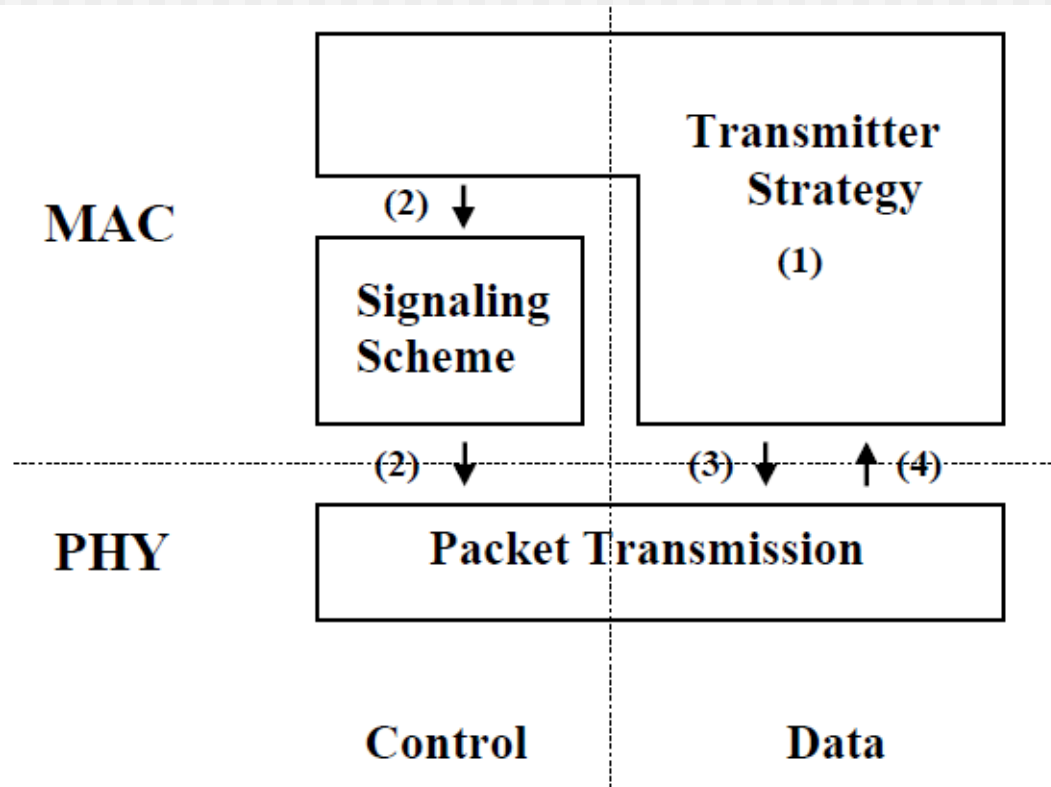 Transmitter
Strategy
(1)
(2)
MAC
Signaling
Scheme
(2)
(3)
(4)
PHY
Packet Transmission
Control
Data